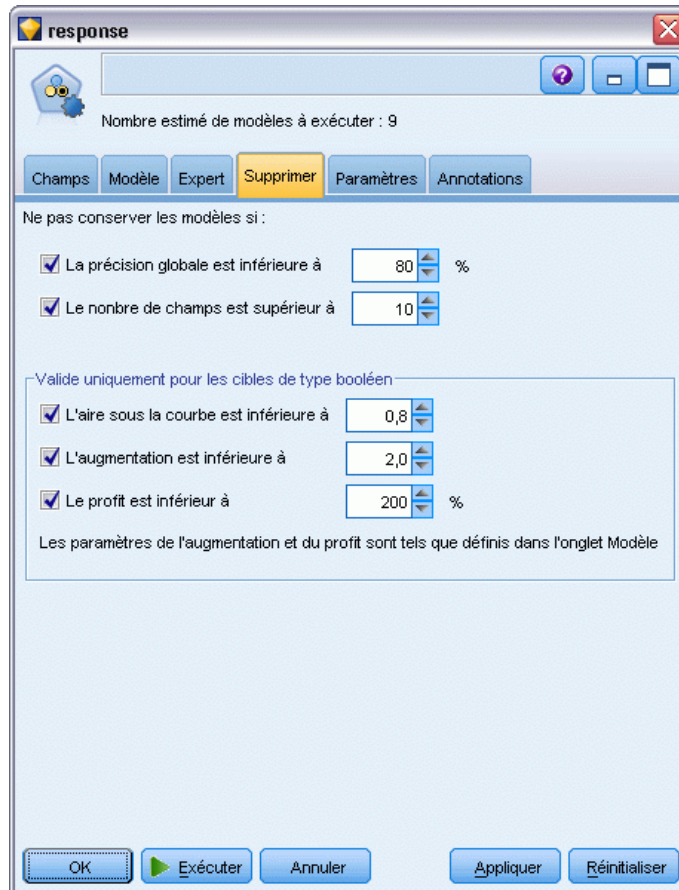 response
Nombre estimé de modèles à exécuter : 9
Champs Modèle Expert Supprimer Paramètres Annotations
Ne pas conserver les modèles si :
La précision globale est inférieure à 80 %
Le nonbre de champs est supérieur à 10
Valide uniquement pour les cibles de type booléen
L'aire sous la courbe est inférieure à 0,8
L'augmentation est inférieure à 2,0
Le profit est inférieur à 200 %
Les paramètres de l'augmentation et du profit sont tels que définis dans l'onglet Modèle
OK Exécuter Annuler Appliquer Réinitialiser